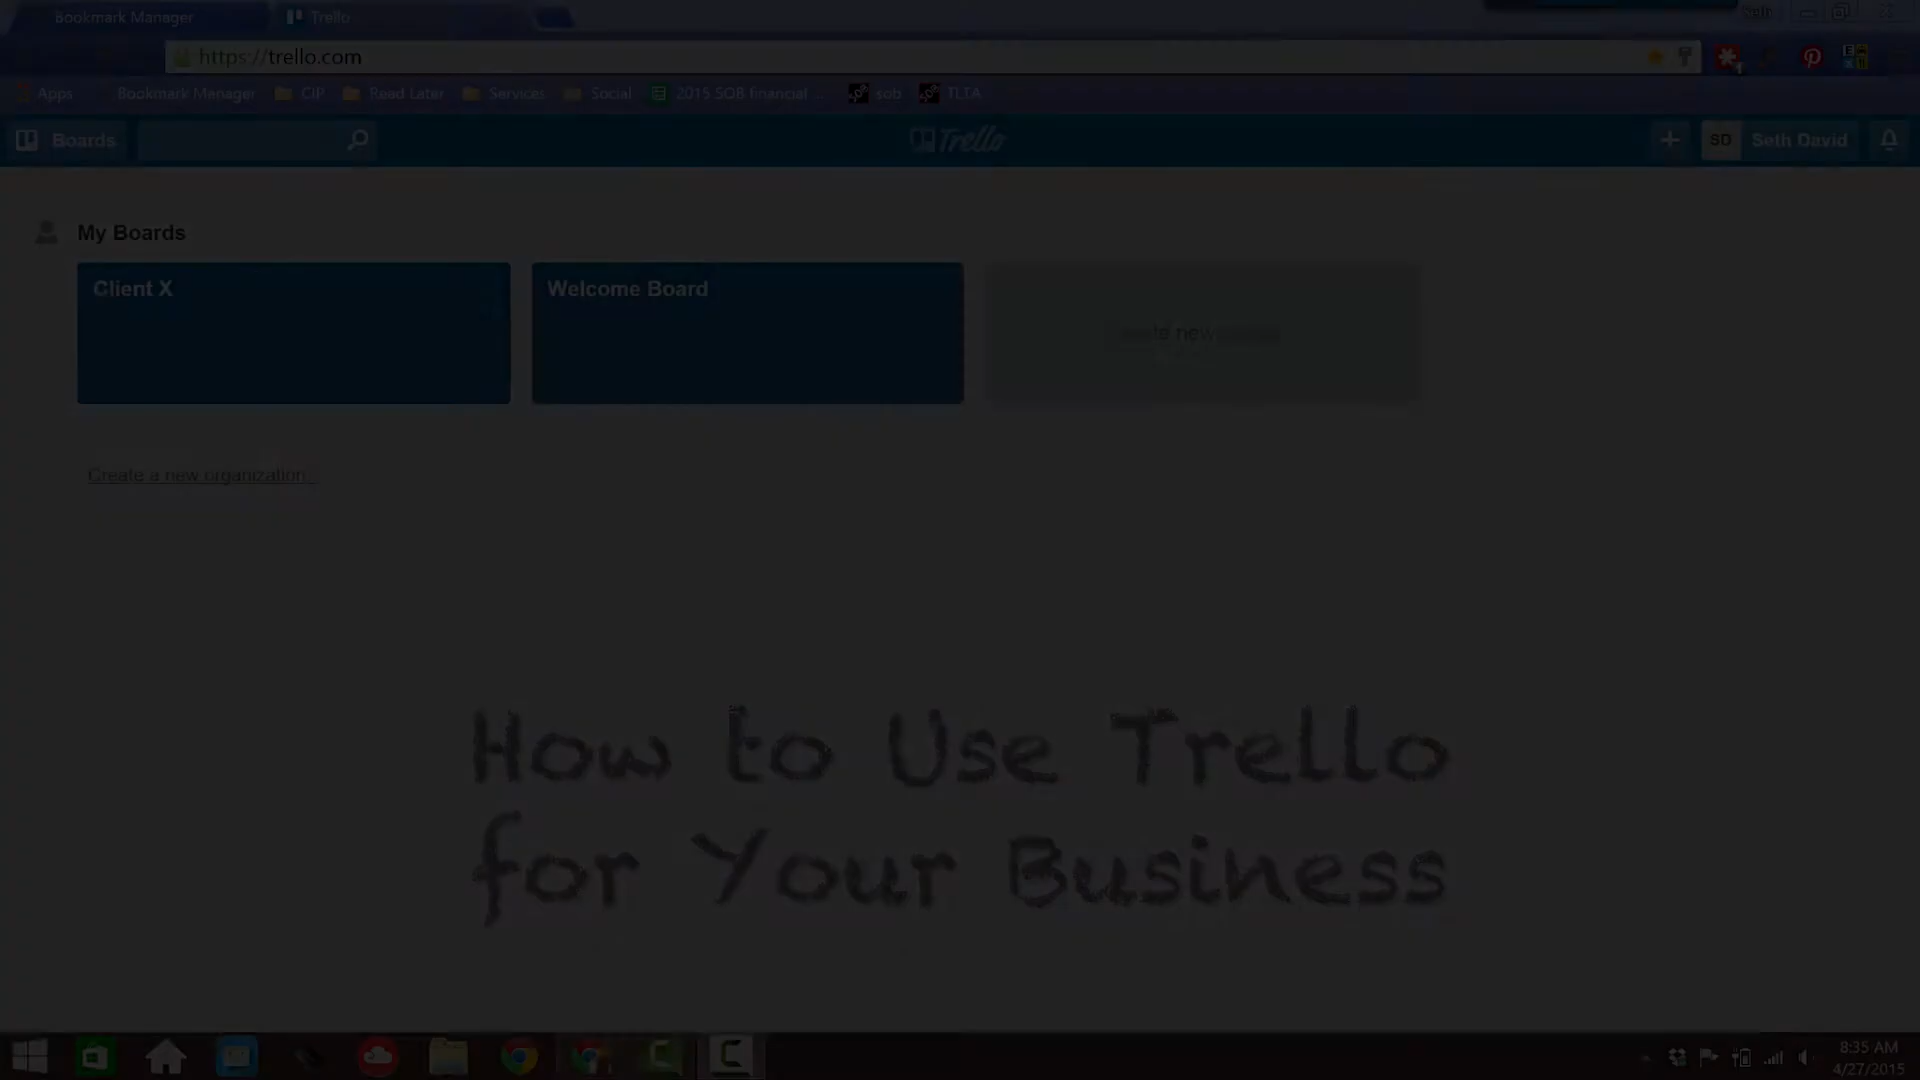 Bookmark Manager
Trello
https://trello.com
Apps
Bookmark Manager
CIP
Read Later
Services
Social
2015 SOB financial ...
sob
TLTA
Boards
Trello
SD
Seth David
My Boards
Client X
Welcome Board
new
Create a new organization...
How to Use Trello
for Your Business
8:35 AM
4/27/2015